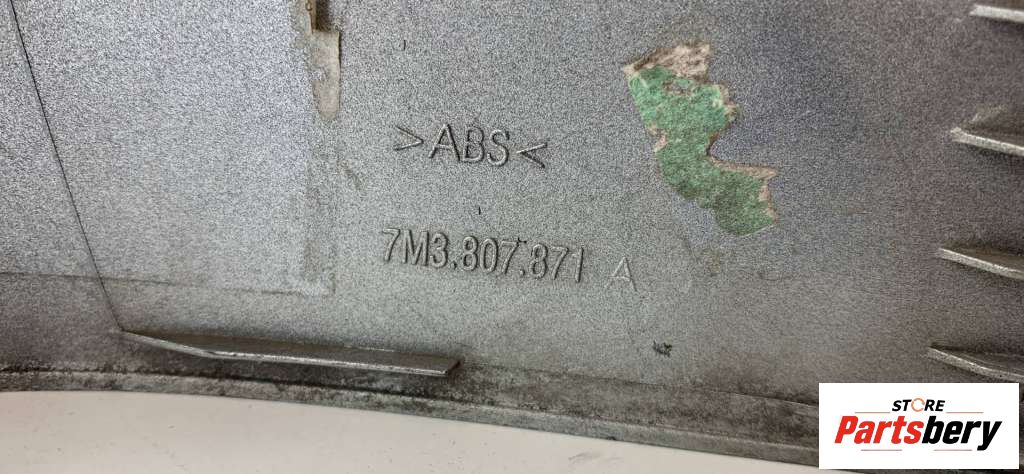 >ABS<
7M3.807.871 A
STORE
Partsbery